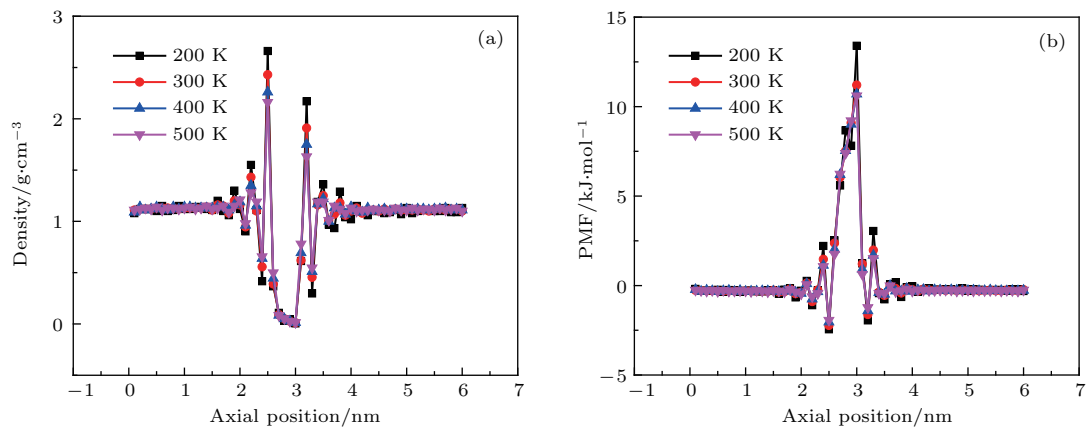 (a)
200 K
300 K
400 K
500 K
Density/g·cm⁻³
3
2
1
0
−1 0 1 2 3 4 5 6 7
Axial position/nm
(b)
200 K
300 K
400 K
500 K
PMF/kJ·mol⁻¹
15
10
5
0
−5
−1 0 1 2 3 4 5 6 7
Axial position/nm